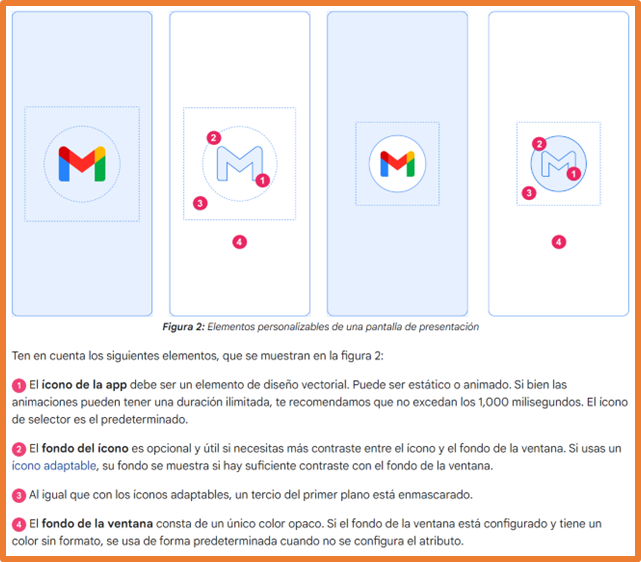 2
1
3
4
2
1
3
4
Figura 2: Elementos personalizables de una pantalla de presentación
Ten en cuenta los siguientes elementos, que se muestran en la figura 2:
1 El ícono de la app debe ser un elemento de diseño vectorial. Puede ser estático o animado. Si bien las
animaciones pueden tener una duración ilimitada, te recomendamos que no excedan los 1,000 milisegundos. El ícono
de selector es el predeterminado.
2 El fondo del ícono es opcional y útil si necesitas más contraste entre el ícono y el fondo de la ventana. Si usas un
ícono adaptable, su fondo se muestra si hay suficiente contraste con el fondo de la ventana.
3 Al igual que con los íconos adaptables, un tercio del primer plano está enmascarado.
4 El fondo de la ventana consta de un único color opaco. Si el fondo de la ventana está configurado y tiene un
color sin formato, se usa de forma predeterminada cuando no se configura el atributo.